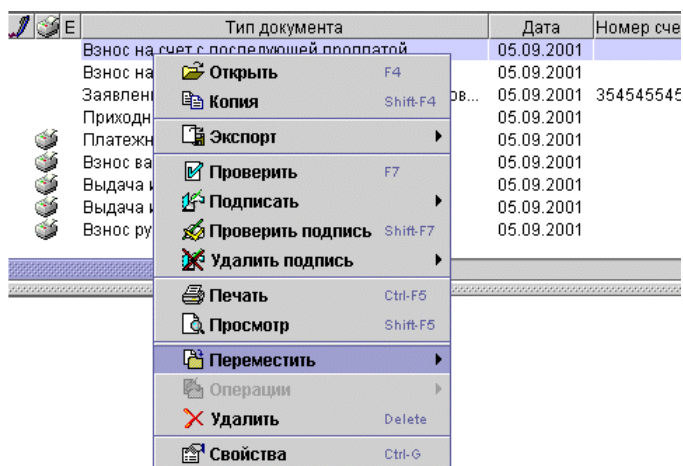 E Тип документа Дата Номер сче
Взнос на счет с последующей проплатой 05.09.2001
Взнос на 05.09.2001
Открыть F4
Заявлен ов... 05.09.2001 354545545
Копия Shift-F4
Приходн 05.09.2001
Платежн 05.09.2001
Экспорт
Взнос ва 05.09.2001
Проверить F7
Выдача и 05.09.2001
Подписать
Выдача и 05.09.2001
Взнос ру 05.09.2001
Проверить подпись Shift-F7
Удалить подпись
Печать Ctrl-F5
Просмотр Shift-F5
Переместить
Операции
Удалить Delete
Свойства Ctrl-G